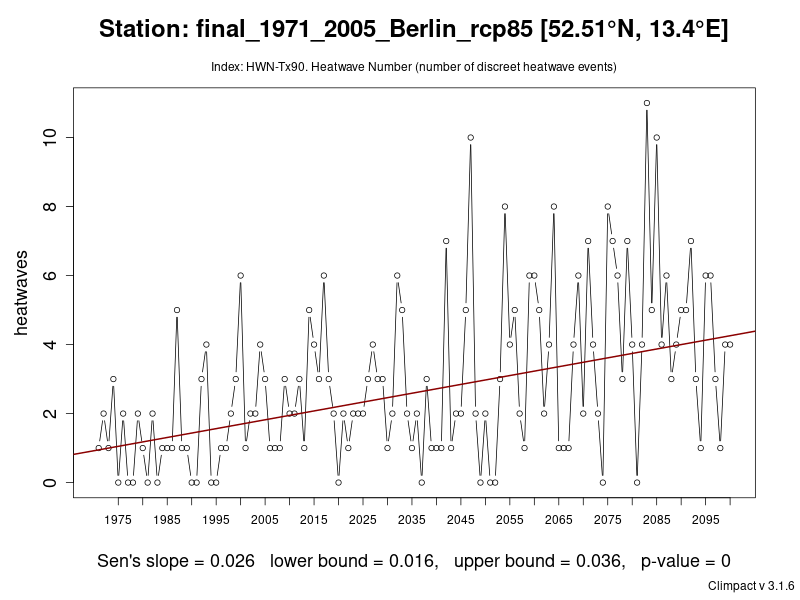 Station: final_1971_2005_Berlin_rcp85 [52.51°N, 13.4°E]
Index: HWN-Tx90. Heatwave Number (number of discreet heatwave events)
heatwaves
10
8
6
4
2
0
1975 1985 1995 2005 2015 2025 2035 2045 2055 2065 2075 2085 2095
Sen's slope = 0.026 lower bound = 0.016, upper bound = 0.036, p-value = 0
Climpact v 3.1.6